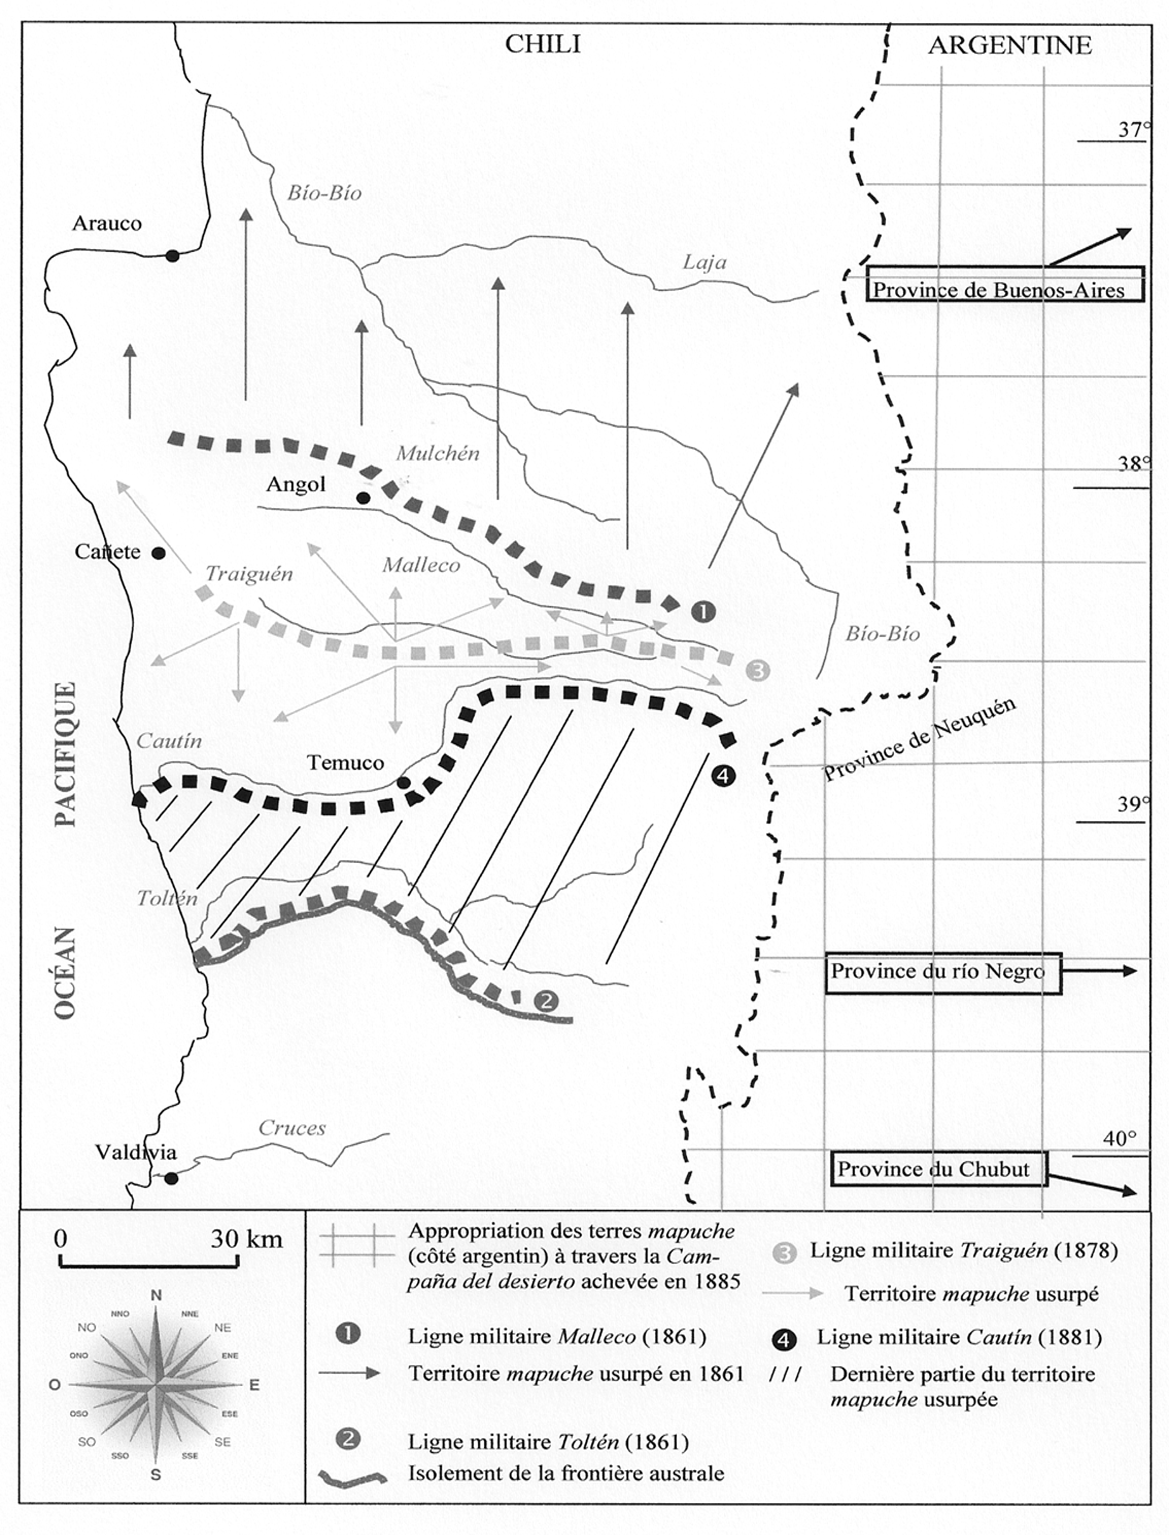 CHILI
ARGENTINE
37°
Bío-Bío
Arauco
Laja
Province de Buenos-Aires
Mulchén
38°
Angol
Cañete
Traiguén
Malleco
1
Bío-Bío
3
Province de Neuquén
Cautín
Temuco
4
39°
OCÉAN PACIFIQUE
Toltén
Province du río Negro
2
Cruces
40°
Valdivia
Province du Chubut
0 30 km
N
NNO NNE
NO NE
ONO ENE
O E
OSO ESE
SO SE
SSO SSE
S
Appropriation des terres mapuche
(côté argentin) à travers la Cam-
paña del desierto achevée en 1885
1 Ligne militaire Malleco (1861)
Territoire mapuche usurpé en 1861
2 Ligne militaire Toltén (1861)
Isolement de la frontière australe
3 Ligne militaire Traiguén (1878)
Territoire mapuche usurpé
4 Ligne militaire Cautín (1881)
Dernière partie du territoire
mapuche usurpée